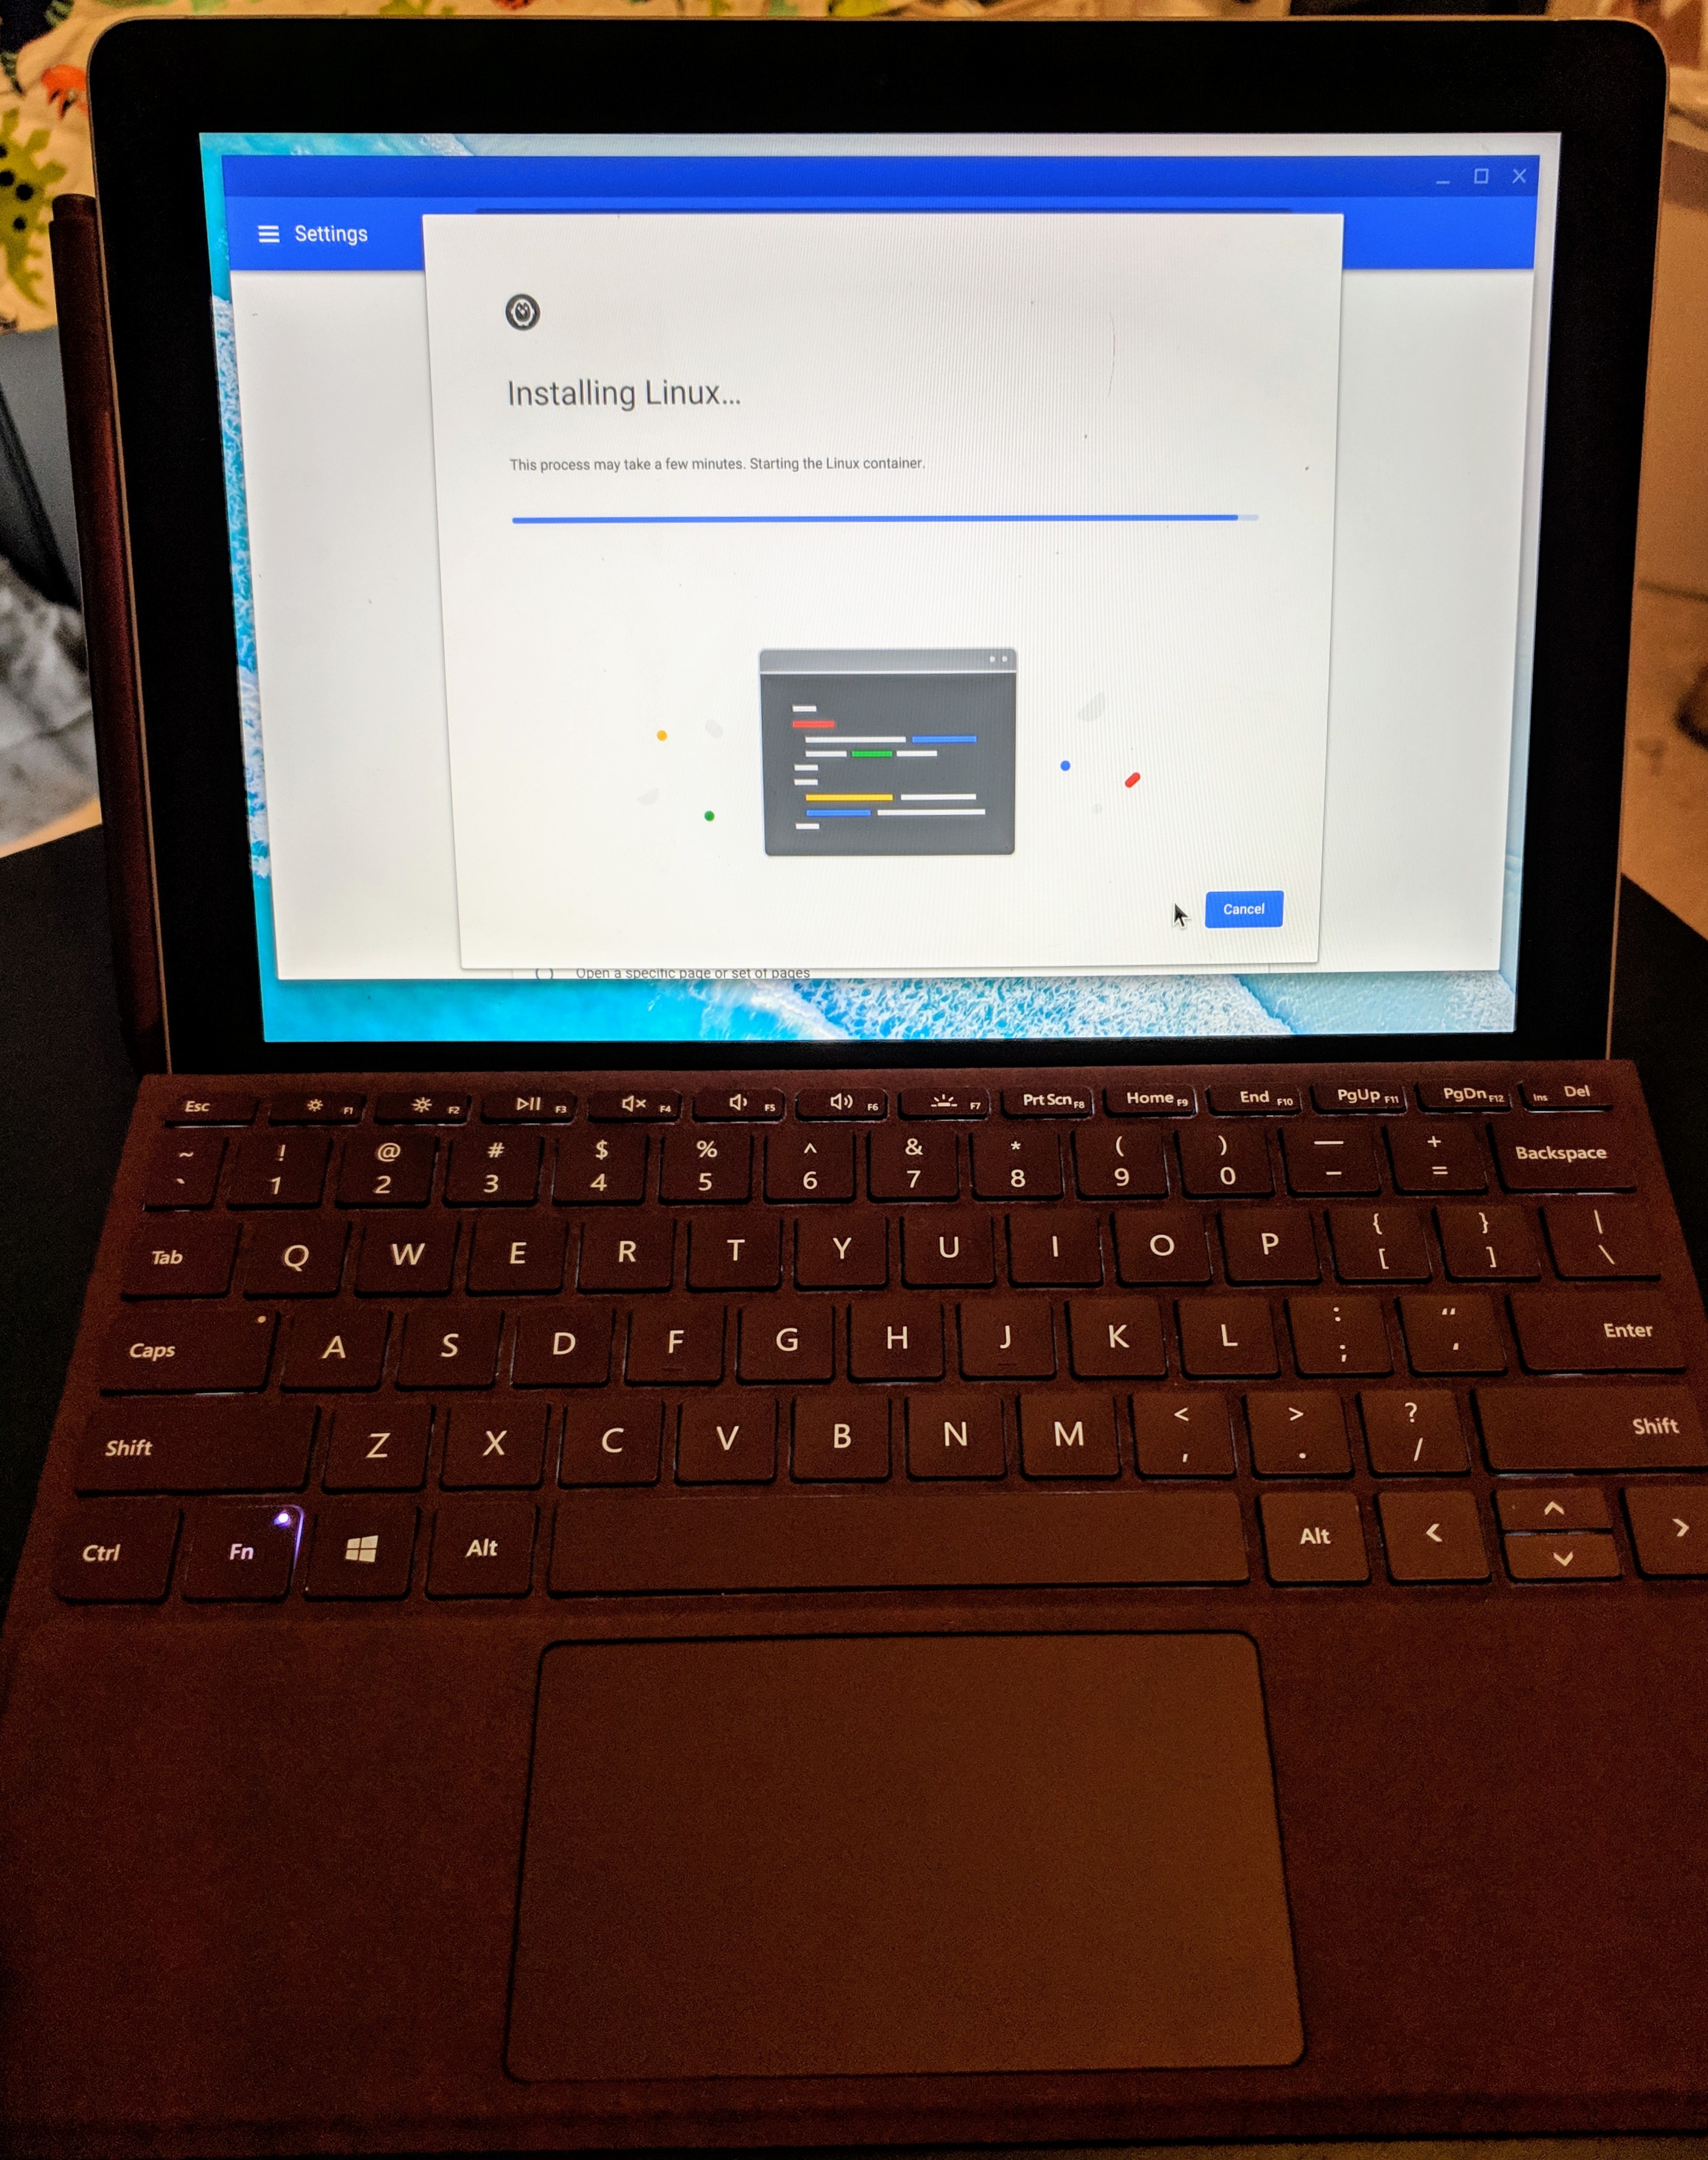 Settings
Installing Linux...
This process may take a few minutes. Starting the Linux container.
Cancel
Open a specific page or set of pages
Esc F1 F2 F3 F4 F5 F6 F7 Prt Scn F8 Home F9 End F10 PgUp F11 PgDn F12 Ins Del
~ ! @ # $ % ^ & * ( ) — +
` 1 2 3 4 5 6 7 8 9 0 - = Backspace
Tab Q W E R T Y U I O P { [ } ] | \
Caps A S D F G H J K L : ; " ' Enter
Shift Z X C V B N M < , > . ? / Shift
Ctrl Fn Alt Alt < ^ v >